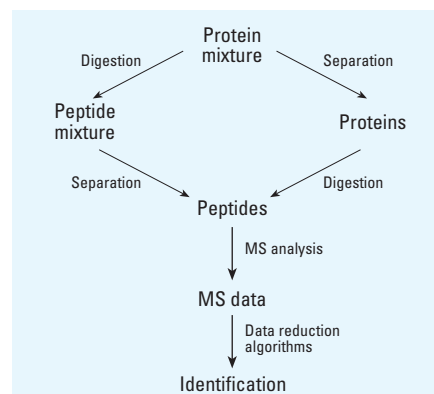 Protein
mixture
Digestion
Separation
Peptide
mixture
Proteins
Separation
Digestion
Peptides
MS analysis
MS data
Data reduction
algorithms
Identification